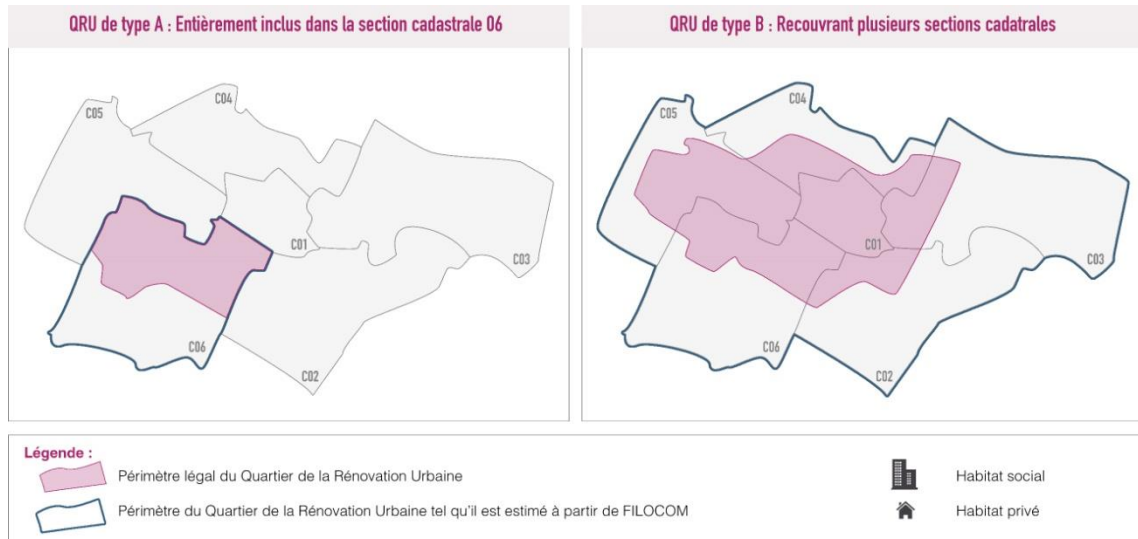 QRU de type A : Entièrement inclus dans la section cadastrale 06
C04
C05
C01
C03
C06
C02
QRU de type B : Recouvrant plusieurs sections cadatrales
C04
C05
C01
C03
C06
C02
Légende :
Périmètre légal du Quartier de la Rénovation Urbaine
Habitat social
Périmètre du Quartier de la Rénovation Urbaine tel qu'il est estimé à partir de FILOCOM
Habitat privé